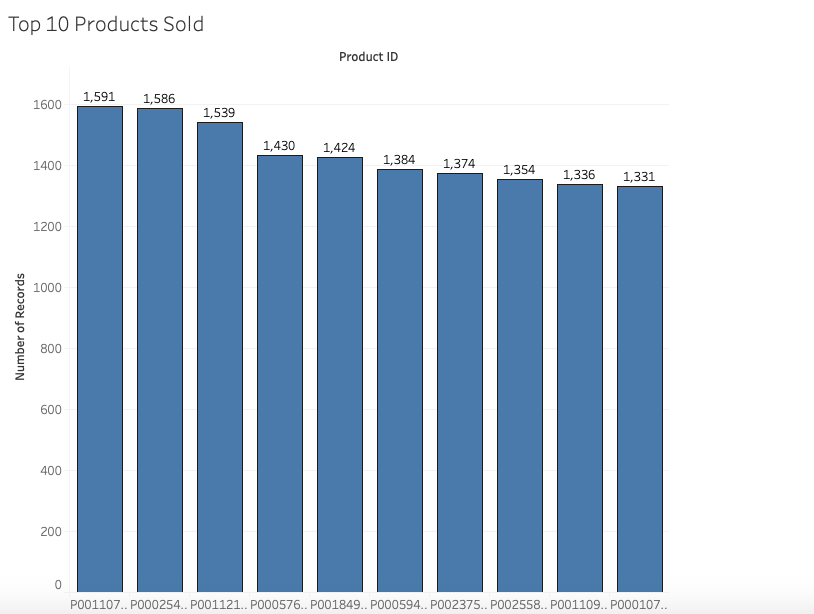 Top 10 Products Sold
Product ID
1,591 1,586 1,539 1,430 1,424 1,384 1,374 1,354 1,336 1,331
1600
1400
1200
1000
800
600
400
200
0
Number of Records
P001107.. P000254.. P001121.. P000576.. P001849.. P000594.. P002375.. P002558.. P001109.. P000107..